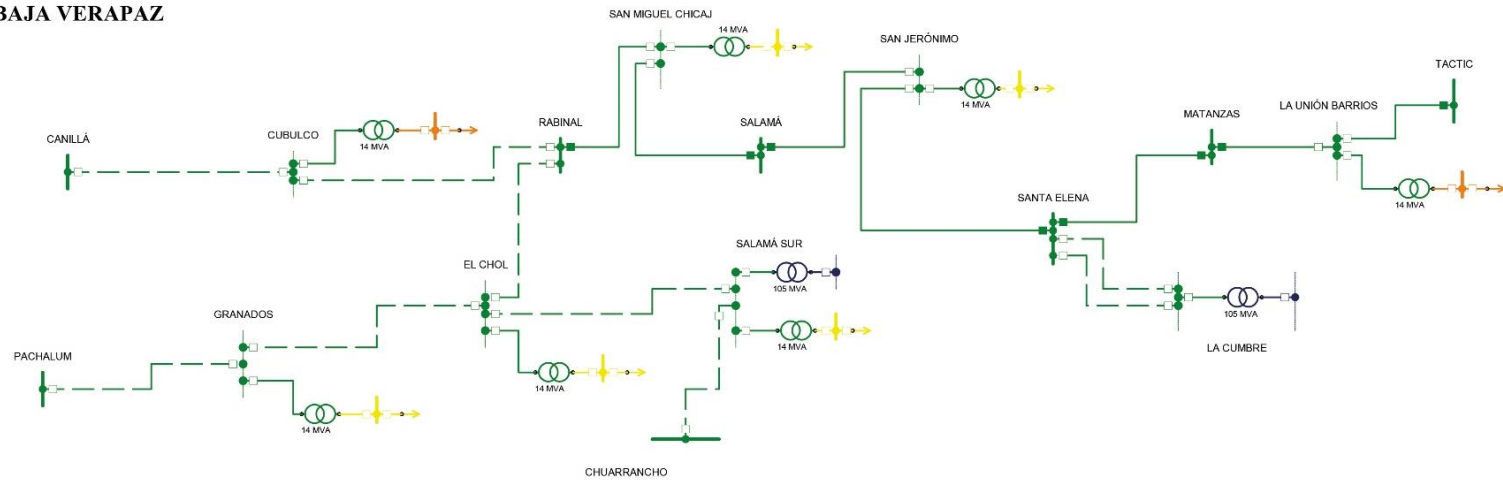 BAJA VERAPAZ
SAN MIGUEL CHICAJ
14 MVA
SAN JERÓNIMO
14 MVA
TACTIC
CANILLÁ
CUBULCO
14 MVA
RABINAL
SALAMÁ
MATANZAS
LA UNIÓN BARRIOS
14 MVA
SANTA ELENA
SALAMÁ SUR
105 MVA
14 MVA
EL CHOL
14 MVA
105 MVA
LA CUMBRE
GRANADOS
14 MVA
PACHALUM
CHUARRANCHO